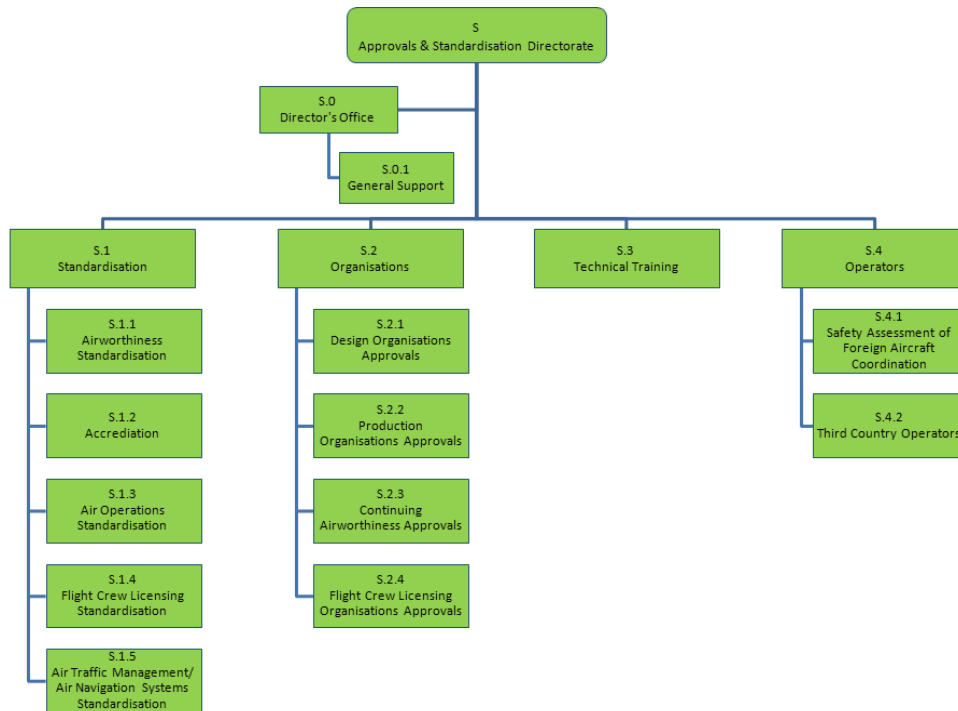 S
Approvals & Standardisation Directorate
S.0
Director's Office
S.0.1
General Support
S.1
Standardisation
S.2
Organisations
S.3
Technical Training
S.4
Operators
S.1.1
Airworthiness
Standardisation
S.2.1
Design Organisations
Approvals
S.4.1
Safety Assessment of
Foreign Aircraft
Coordination
S.1.2
Accrediation
S.2.2
Production
Organisations Approvals
S.4.2
Third Country Operators
S.1.3
Air Operations
Standardisation
S.2.3
Continuing
Airworthiness Approvals
S.1.4
Flight Crew Licensing
Standardisation
S.2.4
Flight Crew Licensing
Organisations Approvals
S.1.5
Air Traffic Management/
Air Navigation Systems
Standardisation